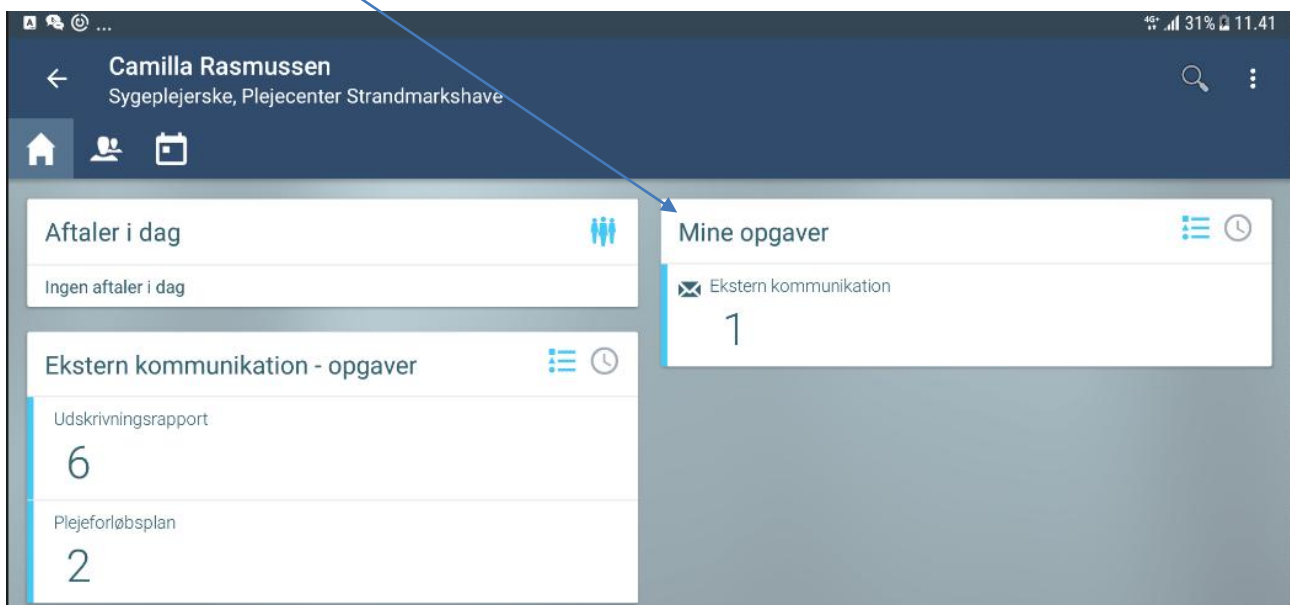 ... 4G+ 31% 11.41
Camilla Rasmussen
Sygeplejerske, Plejecenter Strandmarkshave
Aftaler i dag
Ingen aftaler i dag
Ekstern kommunikation - opgaver
Udskrivningsrapport
6
Plejeforløbsplan
2
Mine opgaver
Ekstern kommunikation
1